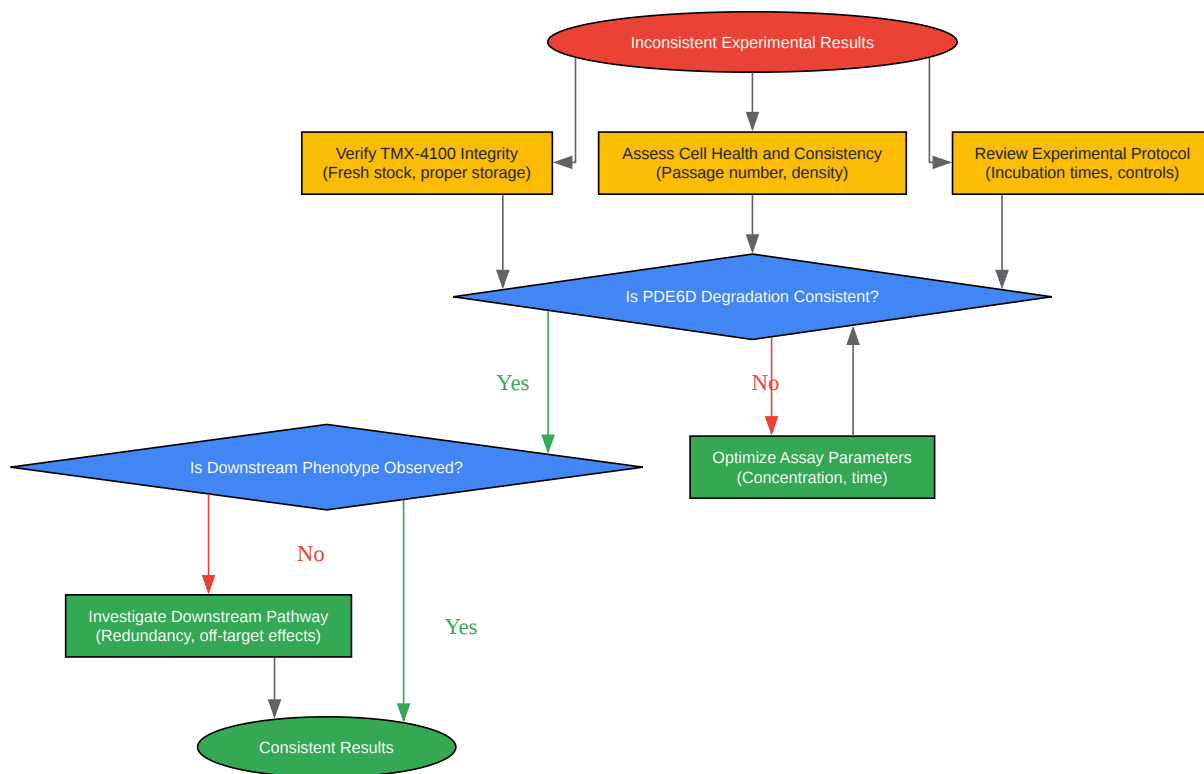 Inconsistent Experimental Results
Verify TMX-4100 Integrity
(Fresh stock, proper storage)
Assess Cell Health and Consistency
(Passage number, density)
Review Experimental Protocol
(Incubation times, controls)
Is PDE6D Degradation Consistent?
Yes
No
Is Downstream Phenotype Observed?
Optimize Assay Parameters
(Concentration, time)
No
Yes
Investigate Downstream Pathway
(Redundancy, off-target effects)
Consistent Results